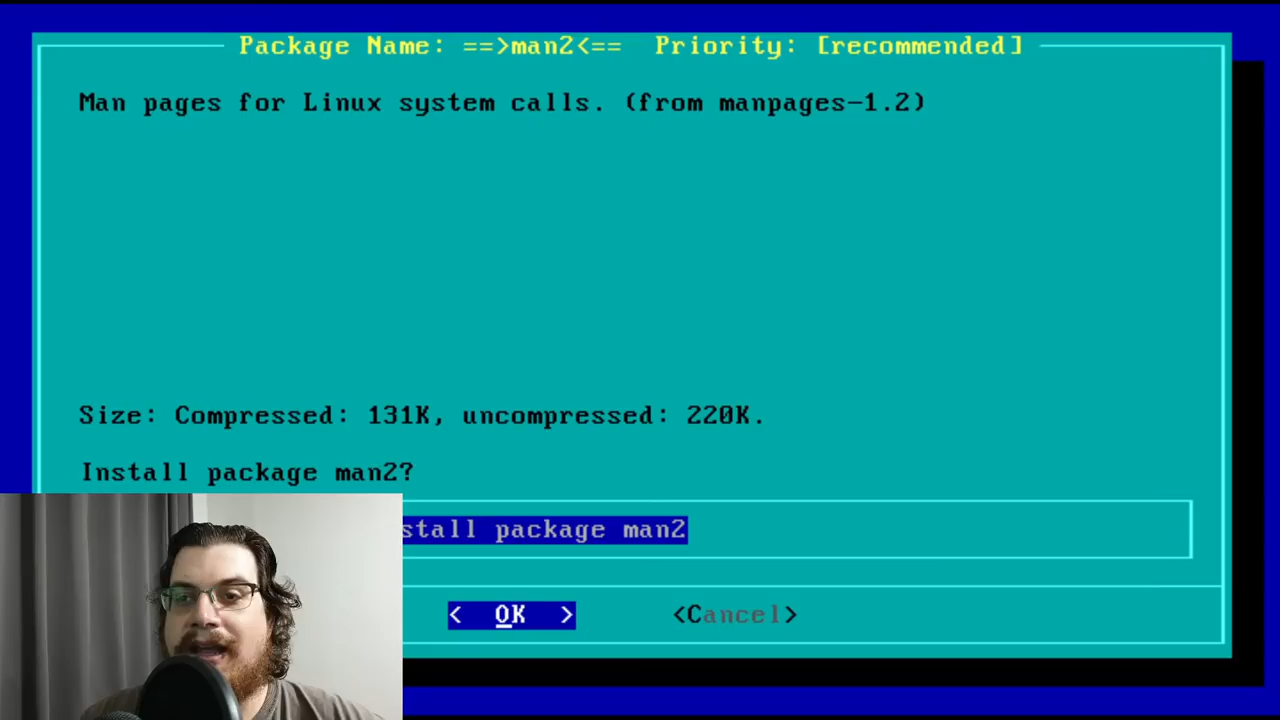 Package Name: ==>man2<==  Priority: [recommended]
Man pages for Linux system calls. (from manpages-1.2)
Size: Compressed: 131K, uncompressed: 220K.
Install package man2?
stall package man2
< OK > <Cancel>